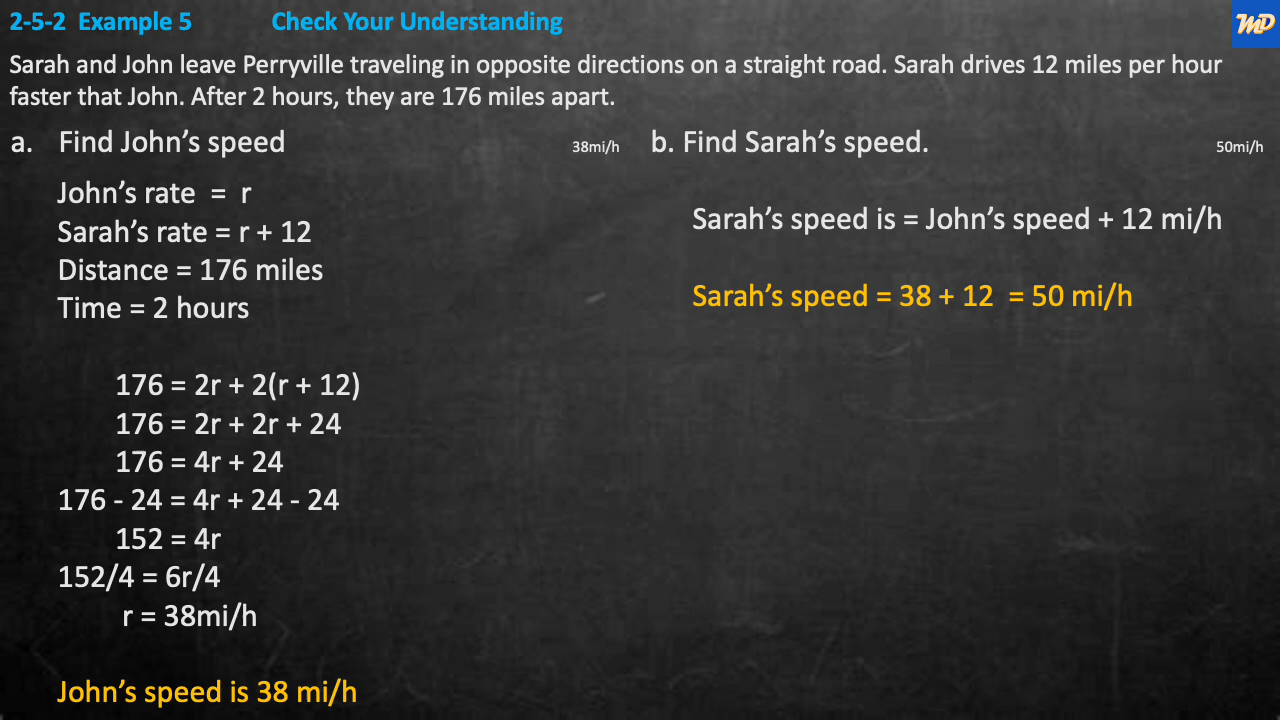 2-5-2 Example 5 Check Your Understanding
MD
Sarah and John leave Perryville traveling in opposite directions on a straight road. Sarah drives 12 miles per hour
faster that John. After 2 hours, they are 176 miles apart.
a. Find John’s speed 38mi/h
John’s rate = r
Sarah’s rate = r + 12
Distance = 176 miles
Time = 2 hours
176 = 2r + 2(r + 12)
176 = 2r + 2r + 24
176 = 4r + 24
176 - 24 = 4r + 24 - 24
152 = 4r
152/4 = 6r/4
r = 38mi/h
John’s speed is 38 mi/h
b. Find Sarah’s speed. 50mi/h
Sarah’s speed is = John’s speed + 12 mi/h
Sarah’s speed = 38 + 12 = 50 mi/h